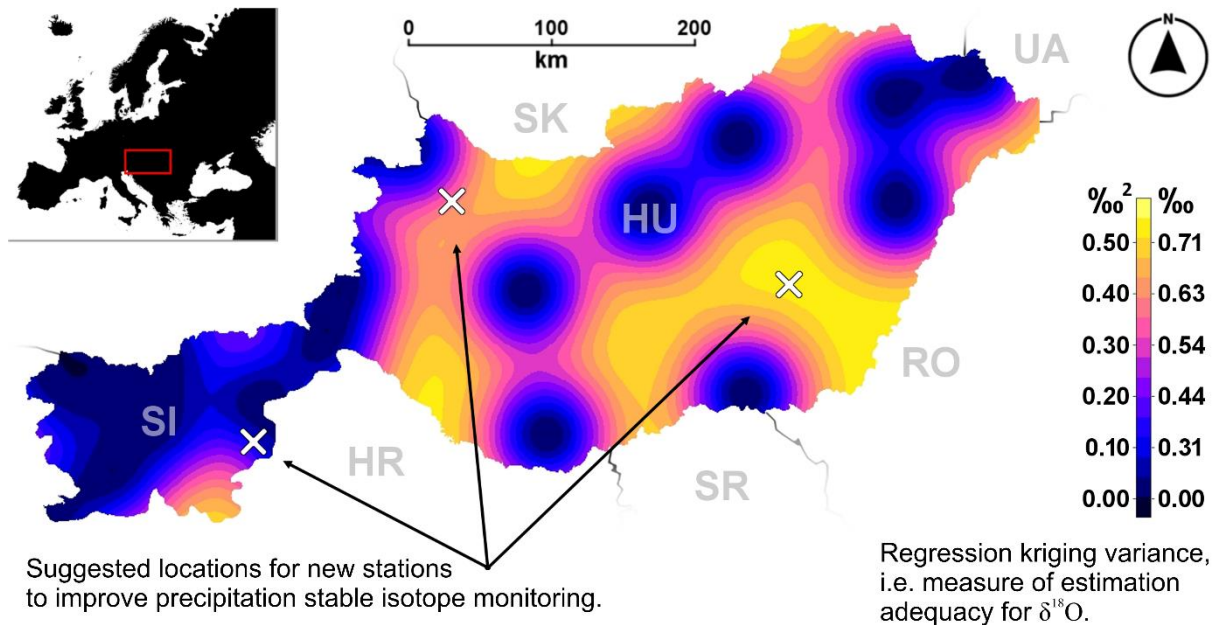 0 100 200
km
N
UA
SK
HU
‰² ‰
0.50 0.71
0.40 0.63
0.30 0.54
0.20 0.44
0.10 0.31
0.00 0.00
RO
SI
HR
SR
Suggested locations for new stations
to improve precipitation stable isotope monitoring.
Regression kriging variance,
i.e. measure of estimation
adequacy for δ¹⁸O.